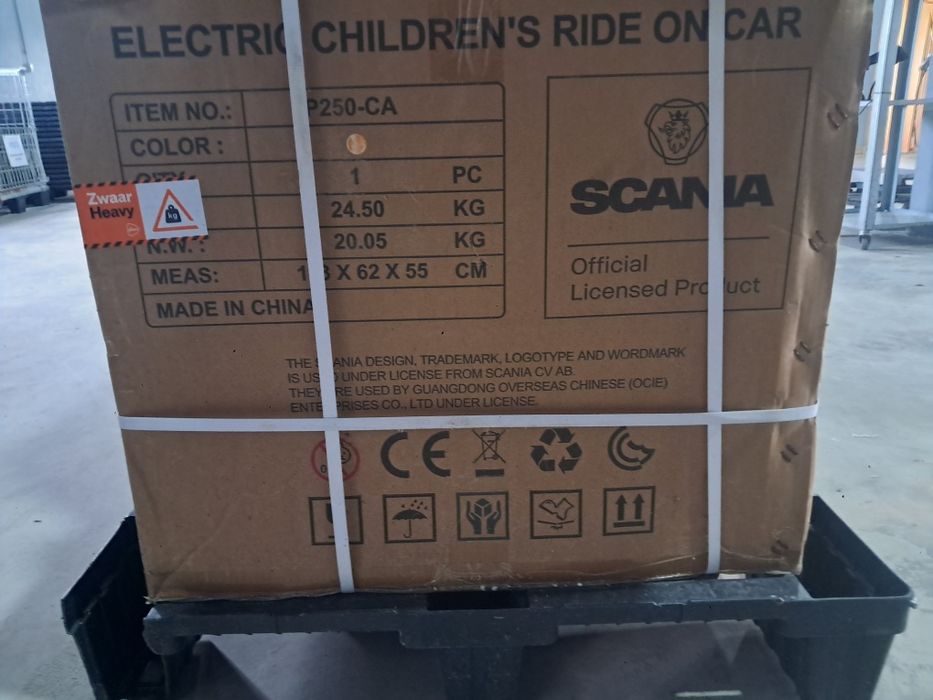 ELECTRIC CHILDREN'S RIDE ON CAR
ITEM NO.: P250-CA
COLOR :
1 PC
24.50 KG
N.W. : 20.05 KG
MEAS: X 62 X 55 CM
MADE IN CHINA
Zwaar
Heavy
kg
SCANIA
Official
Licensed Product
THE SCANIA DESIGN, TRADEMARK, LOGOTYPE AND WORDMARK
IS USED UNDER LICENSE FROM SCANIA CV AB.
THEY ARE USED BY GUANGDONG OVERSEAS CHINESE (OCIE)
ENTERPRISES CO., LTD UNDER LICENSE.
CE